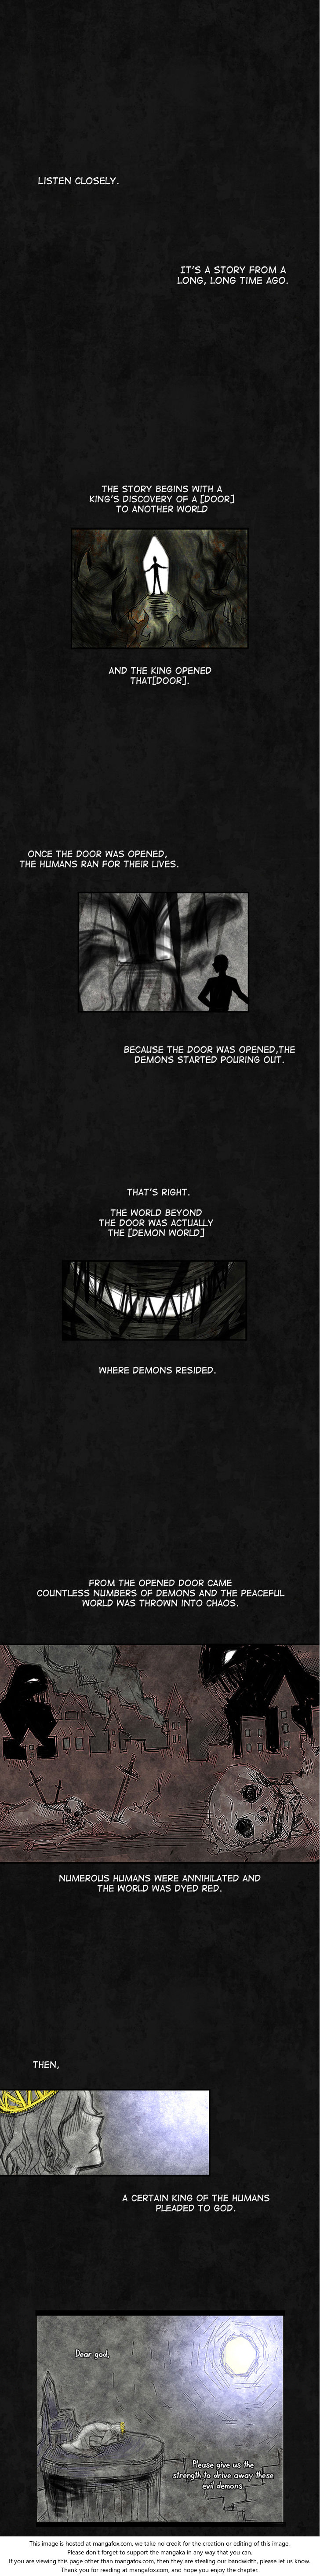 LISTEN CLOSELY.
IT'S A STORY FROM A
LONG, LONG TIME AGO.
THE STORY BEGINS WITH A
KING'S DISCOVERY OF A [DOOR]
TO ANOTHER WORLD
AND THE KING OPENED
THAT[DOOR].
ONCE THE DOOR WAS OPENED,
THE HUMANS RAN FOR THEIR LIVES.
BECAUSE THE DOOR WAS OPENED,THE
DEMONS STARTED POURING OUT.
THAT'S RIGHT.
THE WORLD BEYOND
THE DOOR WAS ACTUALLY
THE [DEMON WORLD]
WHERE DEMONS RESIDED.
FROM THE OPENED DOOR CAME
COUNTLESS NUMBERS OF DEMONS AND THE PEACEFUL
WORLD WAS THROWN INTO CHAOS.
NUMEROUS HUMANS WERE ANNIHILATED AND
THE WORLD WAS DYED RED.
THEN,
A CERTAIN KING OF THE HUMANS
PLEADED TO GOD.
Dear god,
Please give us the
strength to drive away these
evil demons.
This image is hosted at mangafox.com, we take no credit for the creation or editing of this image.
Please don't forget to support the mangaka in any way that you can.
If you are viewing this page other than mangafox.com, then they are stealing our bandwidth, please let us know.
Thank you for reading at mangafox.com, and hope you enjoy the chapter.